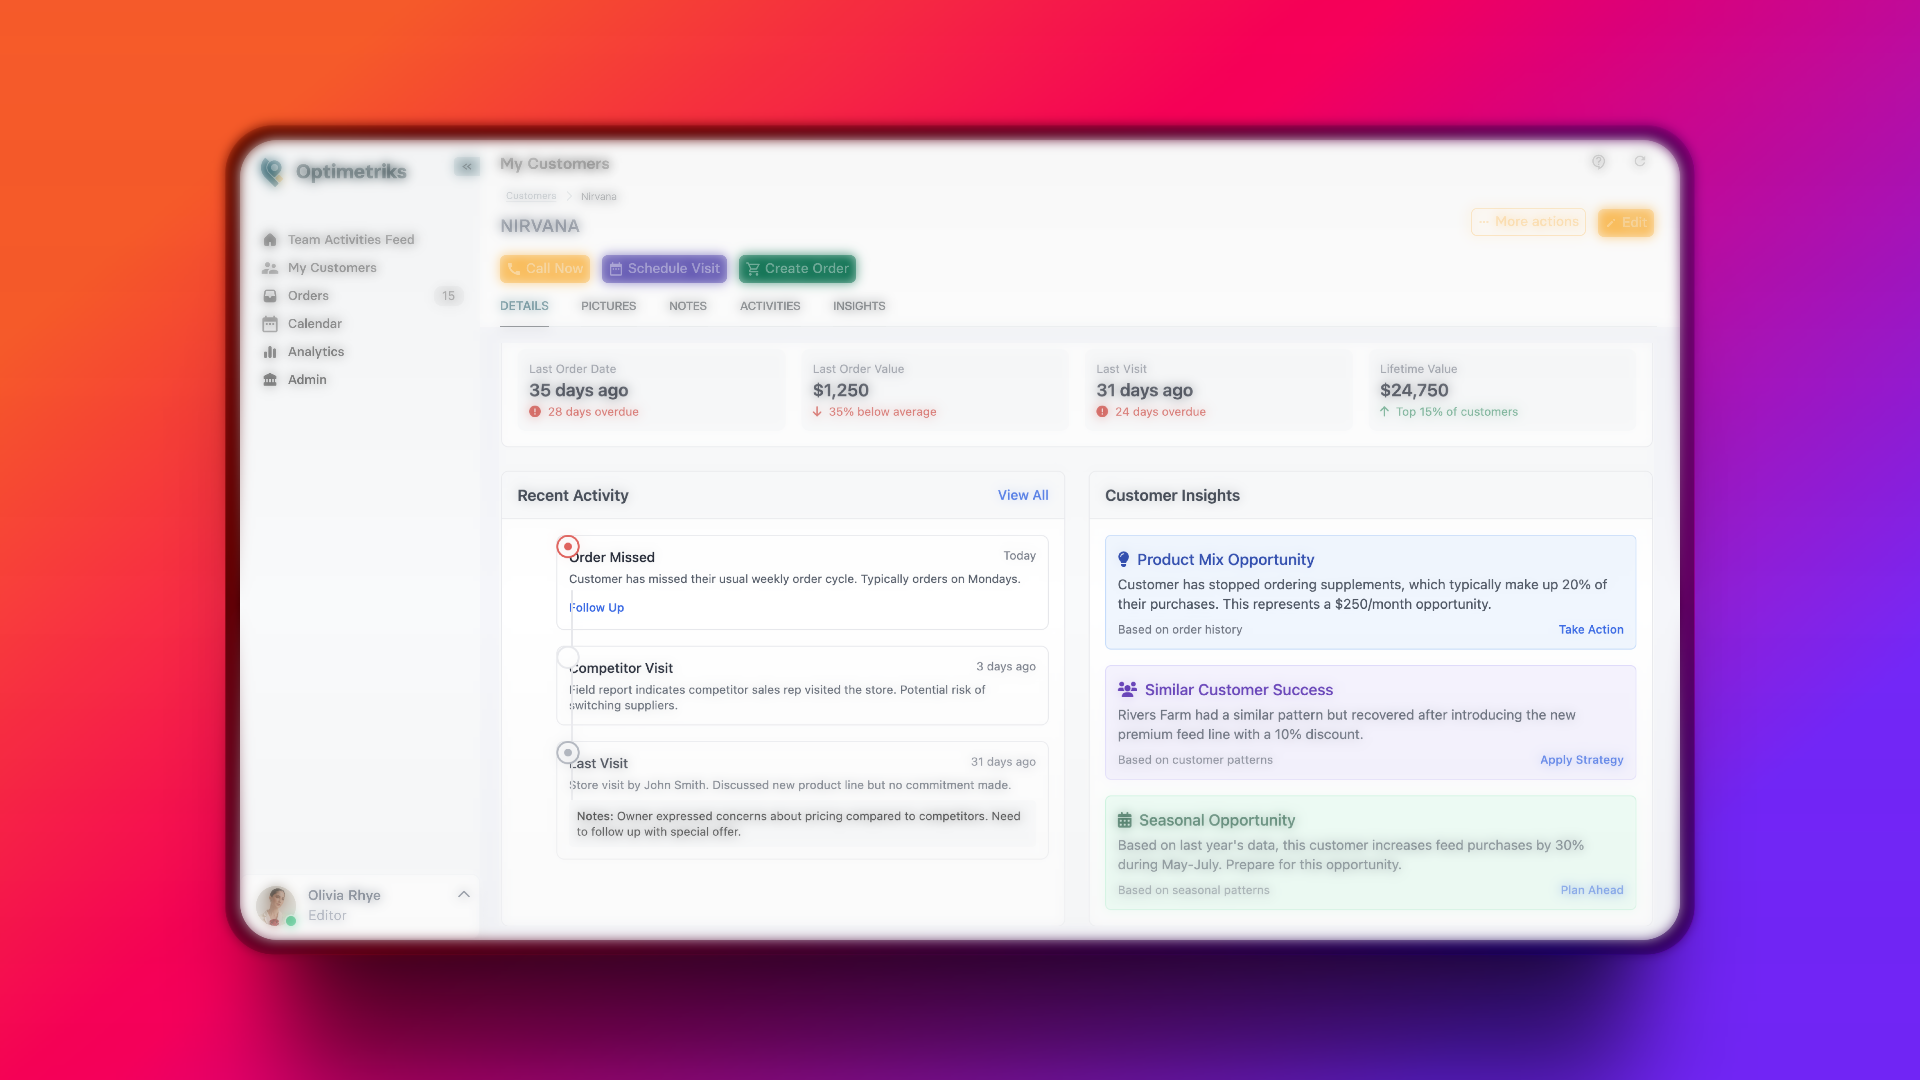 Optimetriks
Team Activities Feed
My Customers
Orders 15
Calendar
Analytics
Admin
Olivia Rhye
Editor
My Customers
Customers > Nirvana
NIRVANA
More actions Edit
Call Now Schedule Visit Create Order
DETAILS PICTURES NOTES ACTIVITIES INSIGHTS
Last Order Date
35 days ago
28 days overdue
Last Order Value
$1,250
35% below average
Last Visit
31 days ago
24 days overdue
Lifetime Value
$24,750
Top 15% of customers
Recent Activity View All
Order Missed Today
Customer has missed their usual weekly order cycle. Typically orders on Mondays.
Follow Up
Competitor Visit 3 days ago
Field report indicates competitor sales rep visited the store. Potential risk of
switching suppliers.
Last Visit 31 days ago
Store visit by John Smith. Discussed new product line but no commitment made.
Notes: Owner expressed concerns about pricing compared to competitors. Need
to follow up with special offer.
Customer Insights
Product Mix Opportunity
Customer has stopped ordering supplements, which typically make up 20% of
their purchases. This represents a $250/month opportunity.
Based on order history Take Action
Similar Customer Success
Rivers Farm had a similar pattern but recovered after introducing the new
premium feed line with a 10% discount.
Based on customer patterns Apply Strategy
Seasonal Opportunity
Based on last year's data, this customer increases feed purchases by 30%
during May-July. Prepare for this opportunity.
Based on seasonal patterns Plan Ahead